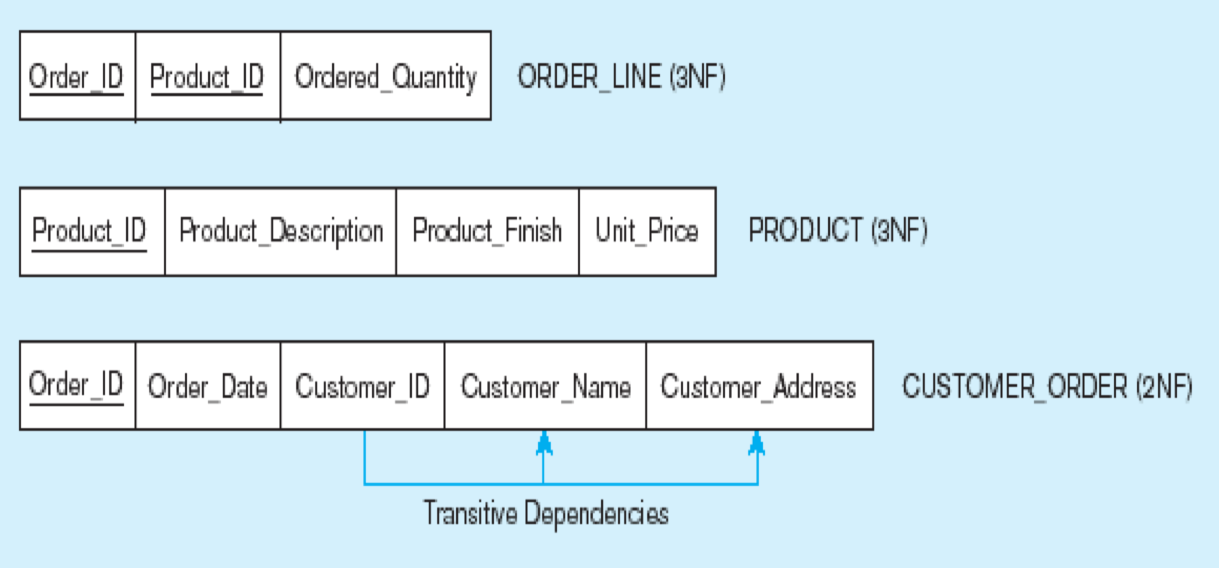 Order_ID Product_ID Ordered_Quantity ORDER_LINE (3NF)
Product_ID Product_Description Product_Finish Unit_Price PRODUCT (3NF)
Order_ID Order_Date Customer_ID Customer_Name Customer_Address CUSTOMER_ORDER (2NF)
Transitive Dependencies